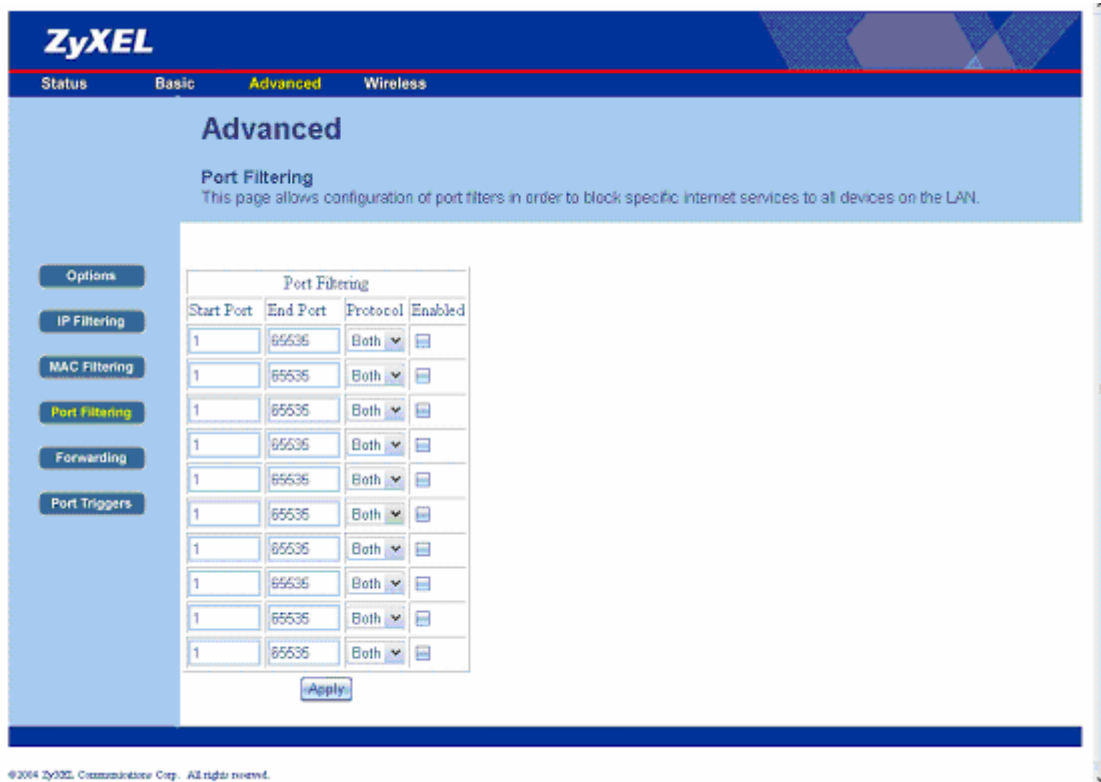 ZyXEL
Status Basic Advanced Wireless
Advanced
Port Filtering
This page allows configuration of port filters in order to block specific internet services to all devices on the LAN.
Options
IP Filtering
MAC Filtering
Port Filtering
Forwarding
Port Triggers
Port Filtering
Start Port End Port Protocol Enabled
1 65535 Both
1 65535 Both
1 65535 Both
1 65535 Both
1 65535 Both
1 65535 Both
1 65535 Both
1 65535 Both
1 65535 Both
1 65535 Both
Apply
©2004 ZyXEL Communications Corp. All rights reserved.